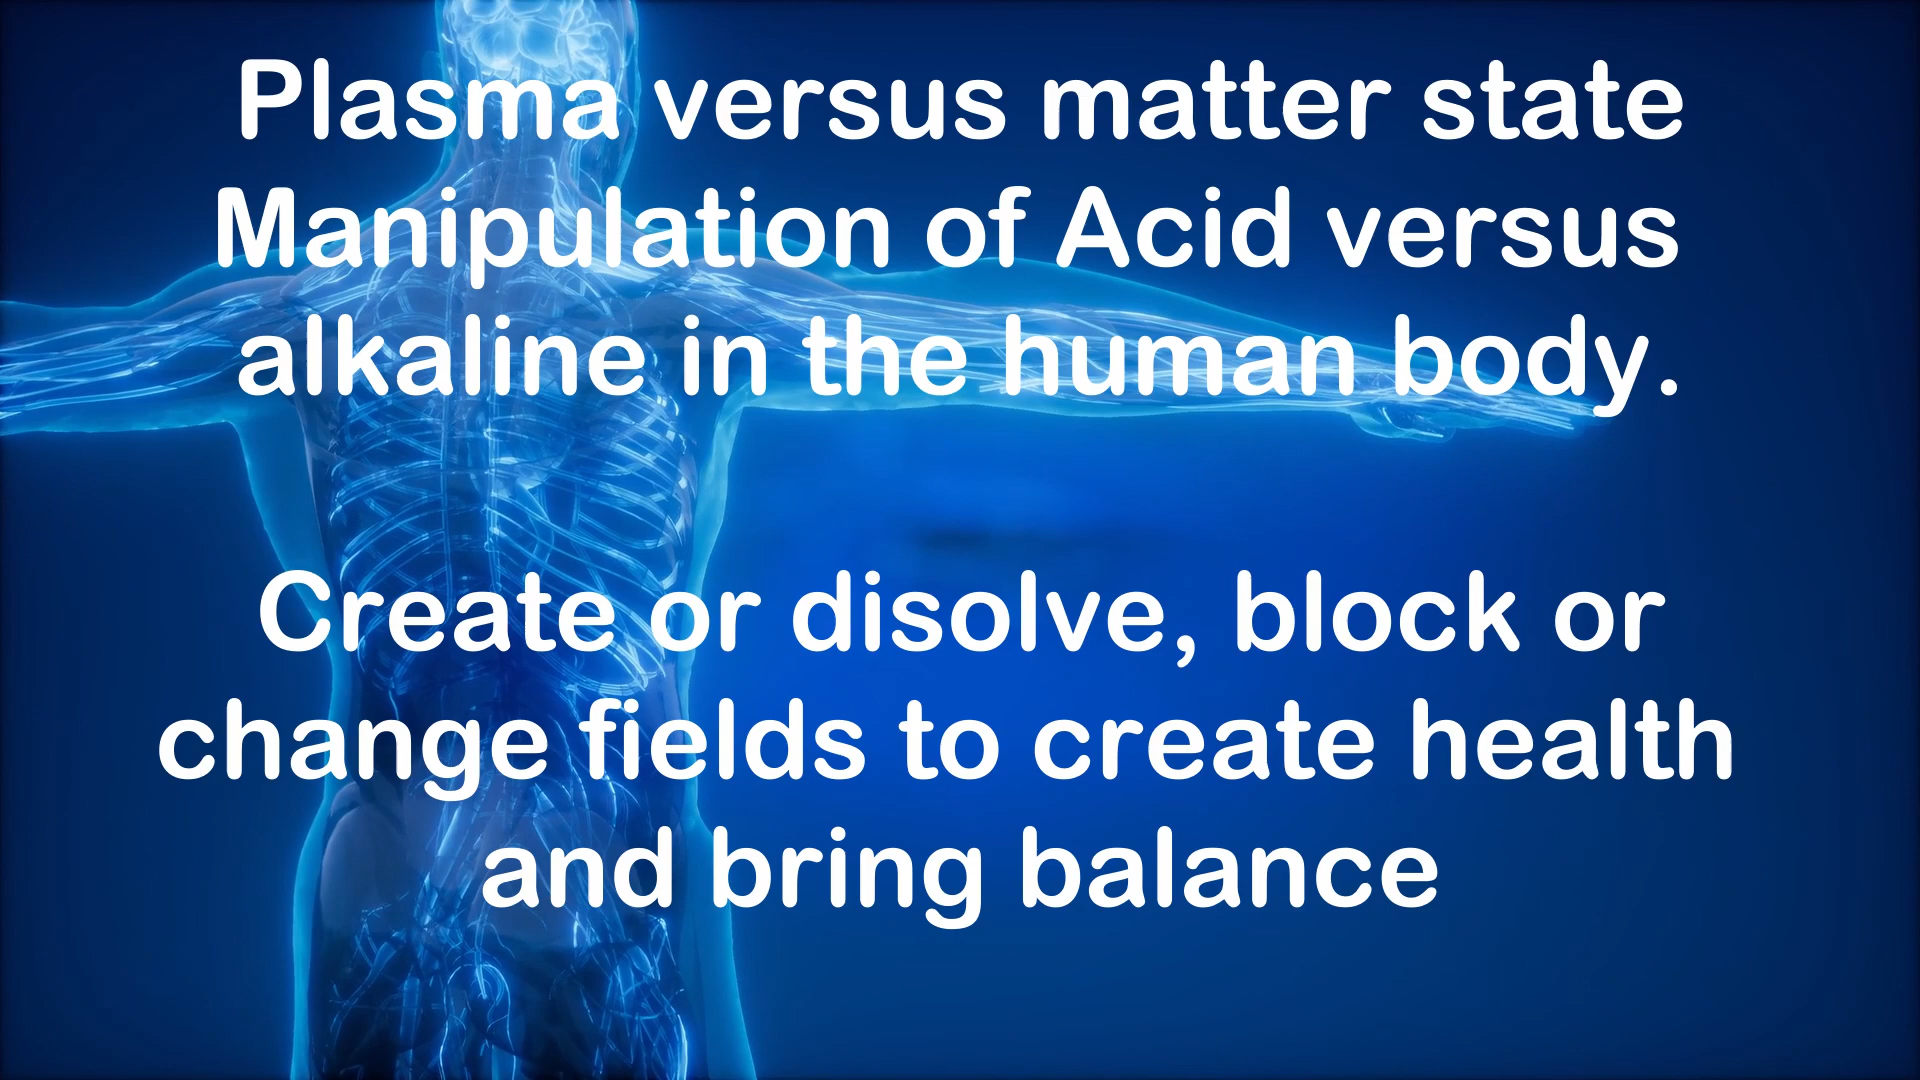 Plasma versus matter state
Manipulation of Acid versus
alkaline in the human body.
Create or disolve, block or
change fields to create health
and bring balance